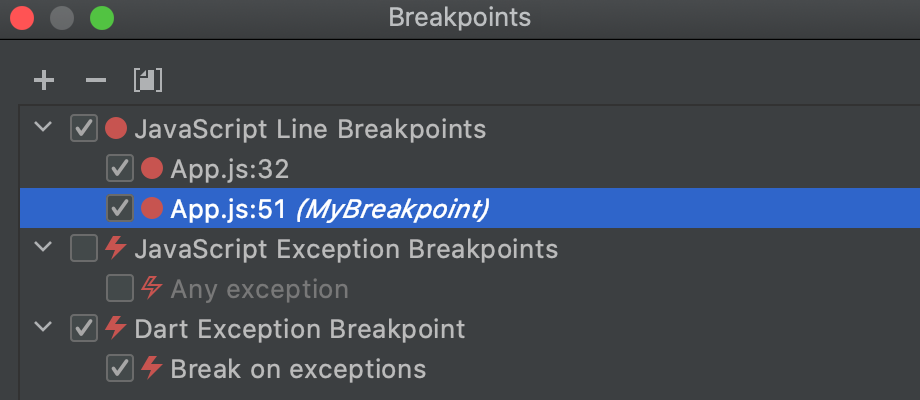 Breakpoints
JavaScript Line Breakpoints
App.js:32
App.js:51 (MyBreakpoint)
JavaScript Exception Breakpoints
Any exception
Dart Exception Breakpoint
Break on exceptions